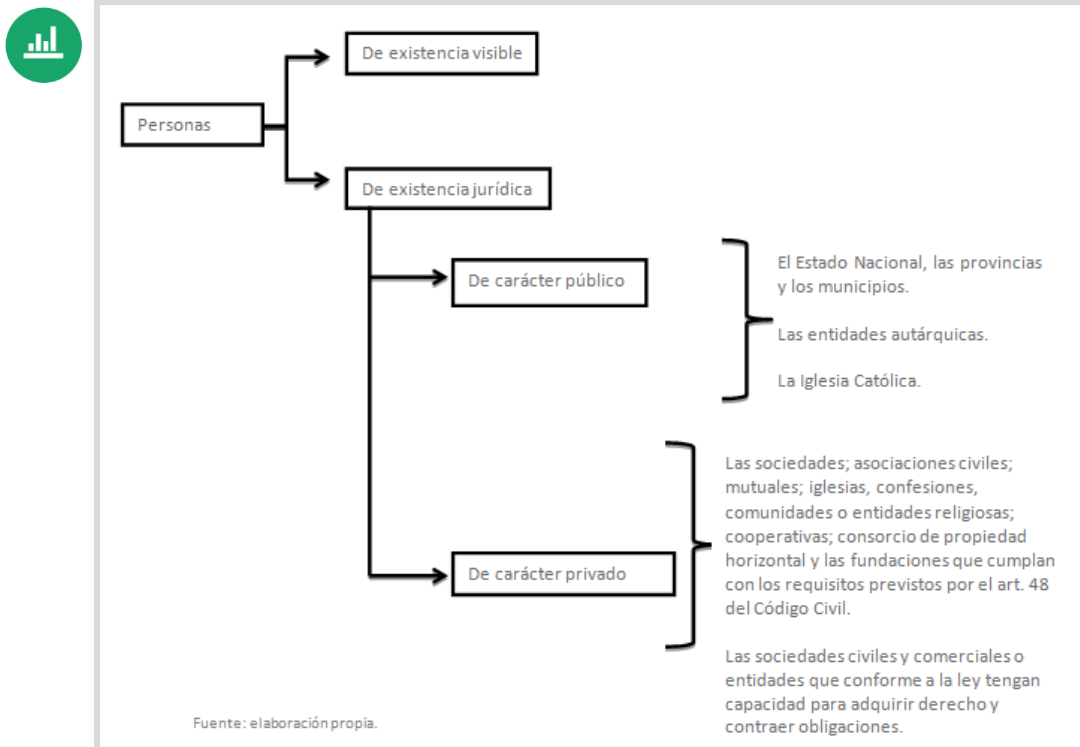 De existencia visible
Personas
De existencia jurídica
De carácter público
El Estado Nacional, las provincias
y los municipios.
Las entidades autárquicas.
La Iglesia Católica.
De carácter privado
Las sociedades; asociaciones civiles;
mutuales; iglesias, confesiones,
comunidades o entidades religiosas;
cooperativas; consorcio de propiedad
horizontal y las fundaciones que cumplan
con los requisitos previstos por el art. 48
del Código Civil.
Las sociedades civiles y comerciales o
entidades que conforme a la ley tengan
capacidad para adquirir derecho y
contraer obligaciones.
Fuente: elaboración propia.